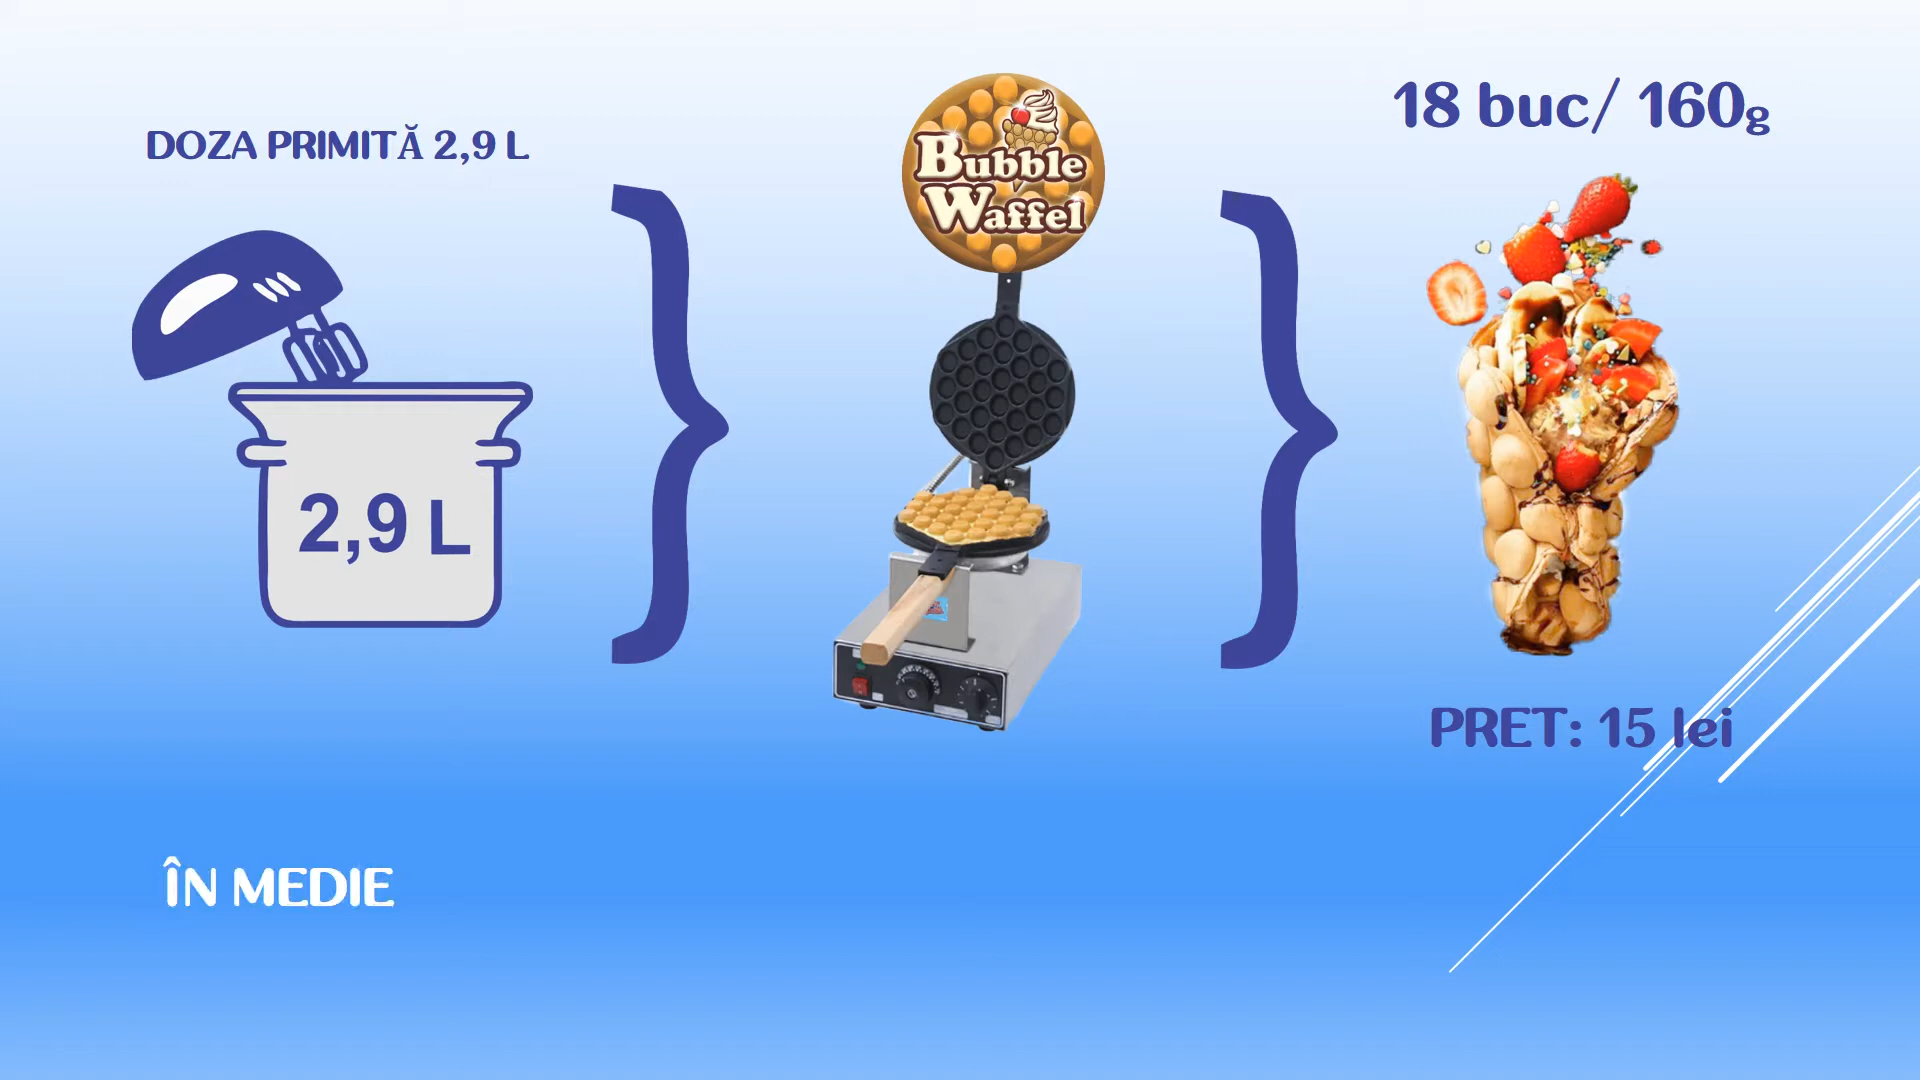 DOZA PRIMITĂ 2,9 L
2,9 L
Bubble
Waffel
18 buc/ 160g
PRET: 15 lei
ÎN MEDIE